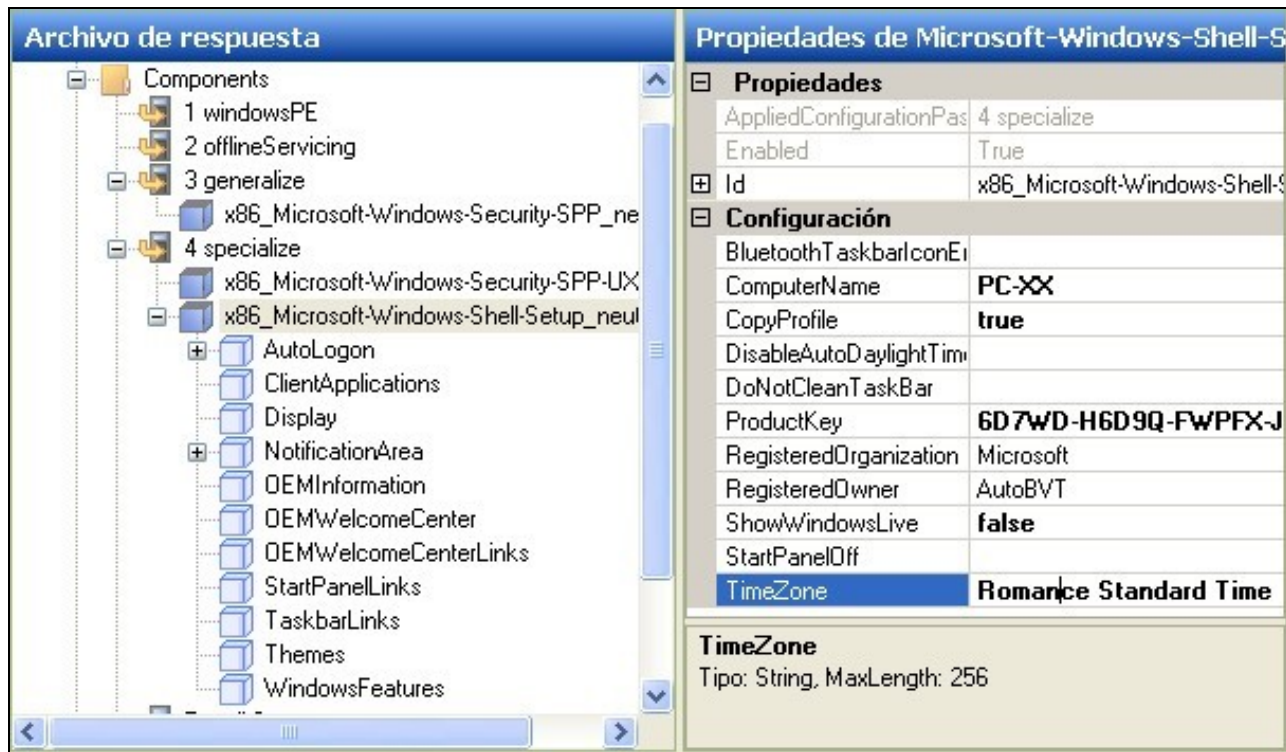 Archivo de respuesta
Components
1 windowsPE
2 offlineServicing
3 generalize
x86_Microsoft-Windows-Security-SPP_ne
4 specialize
x86_Microsoft-Windows-Security-SPP-UX
x86_Microsoft-Windows-Shell-Setup_neut
AutoLogon
ClientApplications
Display
NotificationArea
OEMInformation
OEMWelcomeCenter
OEMWelcomeCenterLinks
StartPanelLinks
TaskbarLinks
Themes
WindowsFeatures
Propiedades de Microsoft-Windows-Shell-S
Propiedades
AppliedConfigurationPas 4 specialize
Enabled True
Id x86_Microsoft-Windows-Shell-S
Configuración
BluetoothTaskbarIconEn
ComputerName PC-XX
CopyProfile true
DisableAutoDaylightTime
DoNotCleanTaskBar
ProductKey 6D7WD-H6D9Q-FWPFX-J
RegisteredOrganization Microsoft
RegisteredOwner AutoBVT
ShowWindowsLive false
StartPanelOff
TimeZone Romance Standard Time
TimeZone
Tipo: String, MaxLength: 256